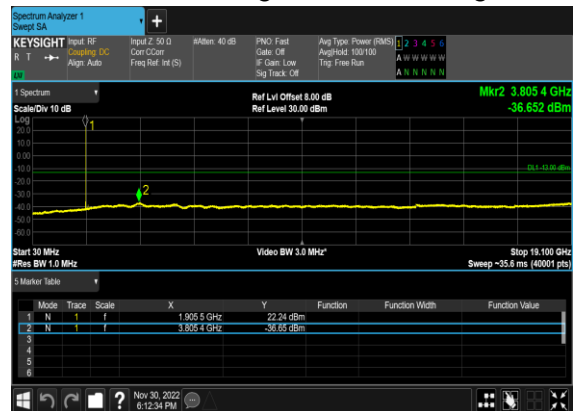 Spectrum Analyzer 1
Swept SA
KEYSIGHT
R T
LW
Input: RF
Coupling: DC
Align: Auto
Input Z: 50 Ω
Corr CCorr
Freq Ref: Int (S)
#Atten: 40 dB
PNO: Fast
Gate: Off
IF Gain: Low
Sig Track: Off
Avg Type: Power (RMS)
Avg|Hold: 100/100
Trig: Free Run
1 2 3 4 5 6
A W W W W W
A N N N N N
1 Spectrum
Scale/Div 10 dB
Ref Lvl Offset 8.00 dB
Ref Level 30.00 dBm
Mkr2 3.805 4 GHz
-36.652 dBm
Log
20.0
10.0
0.00
-10.0
-20.0
-30.0
-40.0
-50.0
-60.0
1
2
DL1 -13.00 dBm
Start 30 MHz
#Res BW 1.0 MHz
Video BW 3.0 MHz*
Stop 19.100 GHz
Sweep ~35.6 ms (40001 pts)
5 Marker Table
Mode Trace Scale X Y Function Function Width Function Value
1 N 1 f 1.905 5 GHz 22.24 dBm
2 N 1 f 3.805 4 GHz -36.65 dBm
3
4
5
6
?
Nov 30, 2022
6:12:34 PM